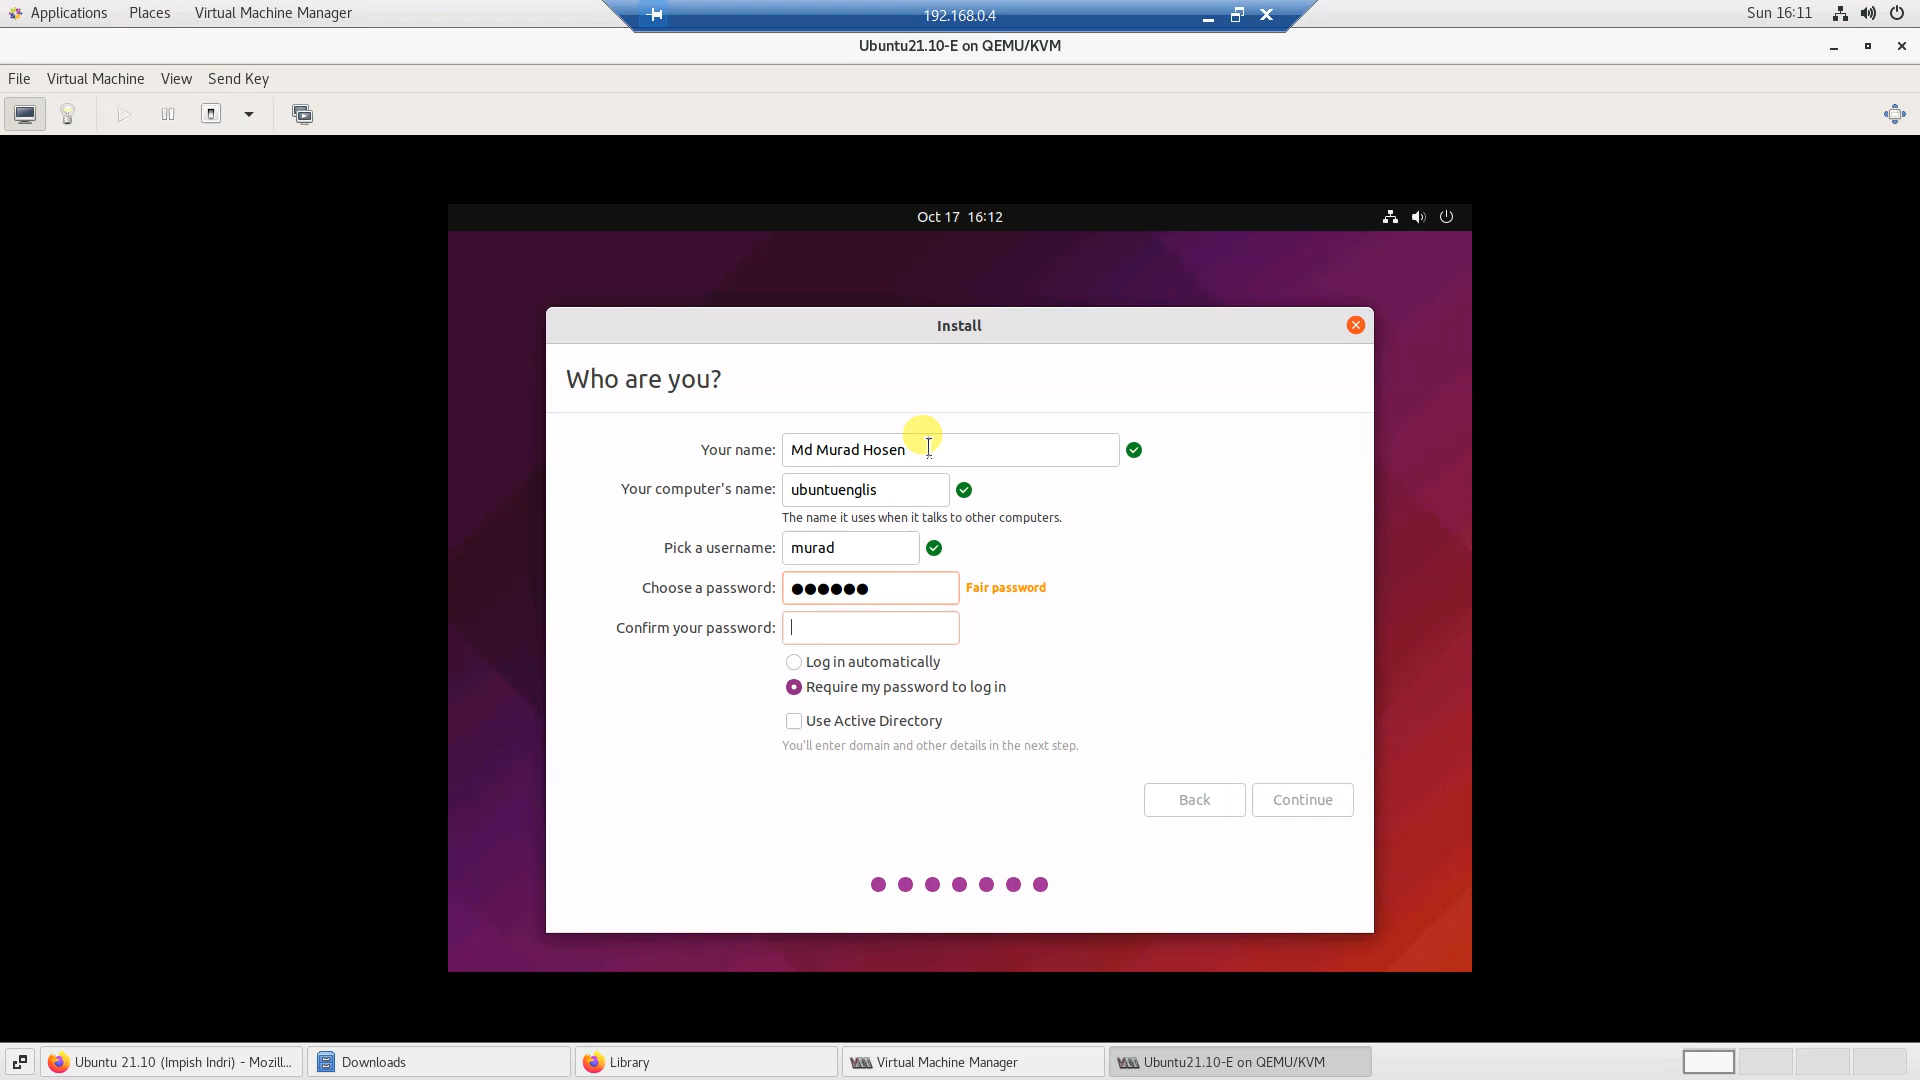 Applications Places Virtual Machine Manager
192.168.0.4
Sun 16:11
Ubuntu21.10-E on QEMU/KVM
File Virtual Machine View Send Key
Oct 17 16:12
Install
Who are you?
Your name: Md Murad Hosen
Your computer's name: ubuntuenglis
The name it uses when it talks to other computers.
Pick a username: murad
Choose a password: ●●●●●● Fair password
Confirm your password:
Log in automatically
Require my password to log in
Use Active Directory
You'll enter domain and other details in the next step.
Back Continue
Ubuntu 21.10 (Impish Indri) - Mozill... Downloads Library Virtual Machine Manager Ubuntu21.10-E on QEMU/KVM